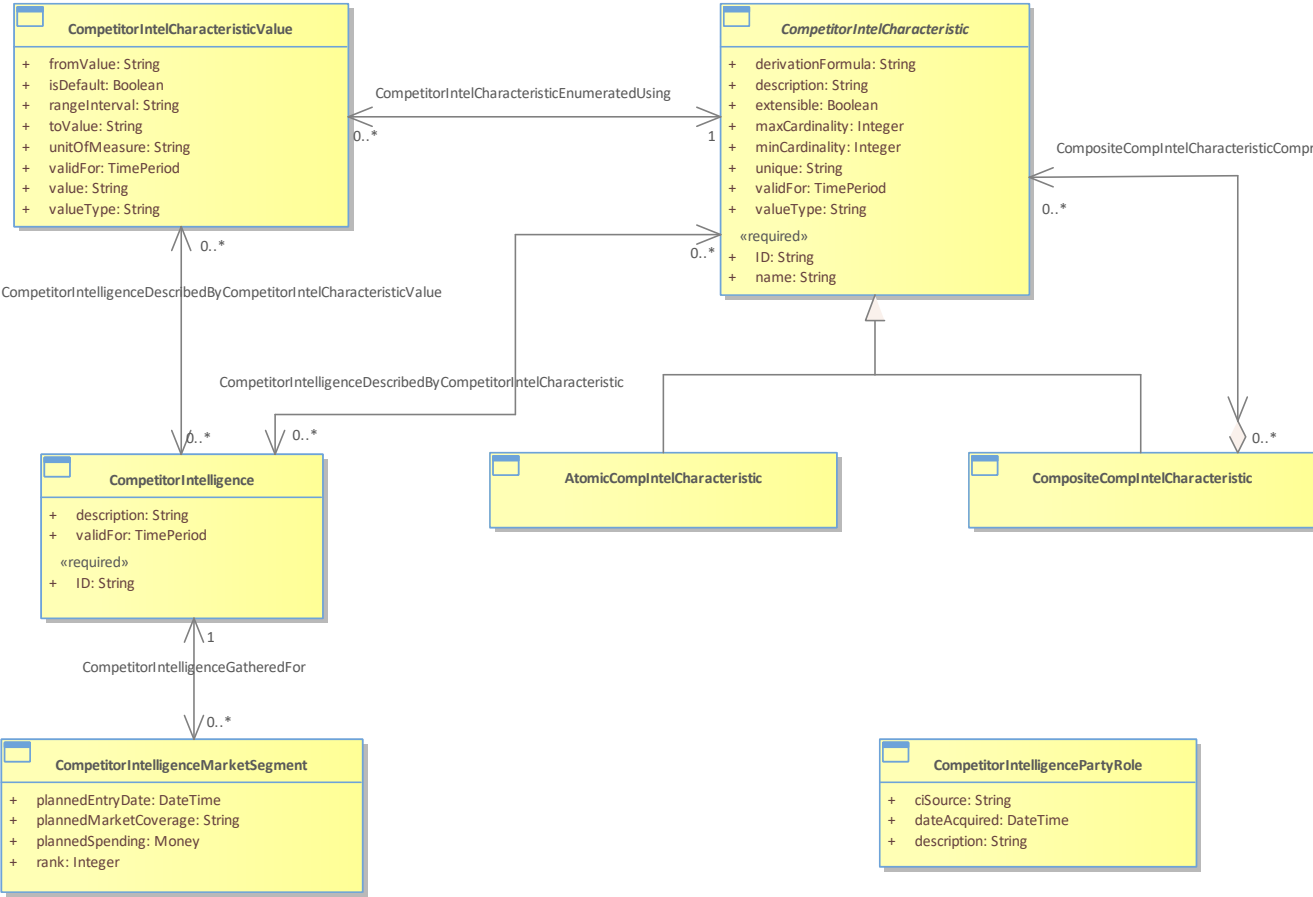 CompetitorIntelCharacteristicValue
+ fromValue: String
+ isDefault: Boolean
+ rangeInterval: String
+ toValue: String
+ unitOfMeasure: String
+ validFor: TimePeriod
+ value: String
+ valueType: String
CompetitorIntelCharacteristicEnumeratedUsing
0..*
1
CompetitorIntelCharacteristic
+ derivationFormula: String
+ description: String
+ extensible: Boolean
+ maxCardinality: Integer
+ minCardinality: Integer
+ unique: String
+ validFor: TimePeriod
+ valueType: String
«required»
+ ID: String
+ name: String
CompositeCompIntelCharacteristicCompr
0..*
0..*
0..*
CompetitorIntelligenceDescribedByCompetitorIntelCharacteristicValue
CompetitorIntelligenceDescribedByCompetitorIntelCharacteristic
0..*
0..*
0..*
CompetitorIntelligence
+ description: String
+ validFor: TimePeriod
«required»
+ ID: String
AtomicCompIntelCharacteristic
CompositeCompIntelCharacteristic
1
CompetitorIntelligenceGatheredFor
0..*
CompetitorIntelligenceMarketSegment
+ plannedEntryDate: DateTime
+ plannedMarketCoverage: String
+ plannedSpending: Money
+ rank: Integer
CompetitorIntelligencePartyRole
+ ciSource: String
+ dateAcquired: DateTime
+ description: String